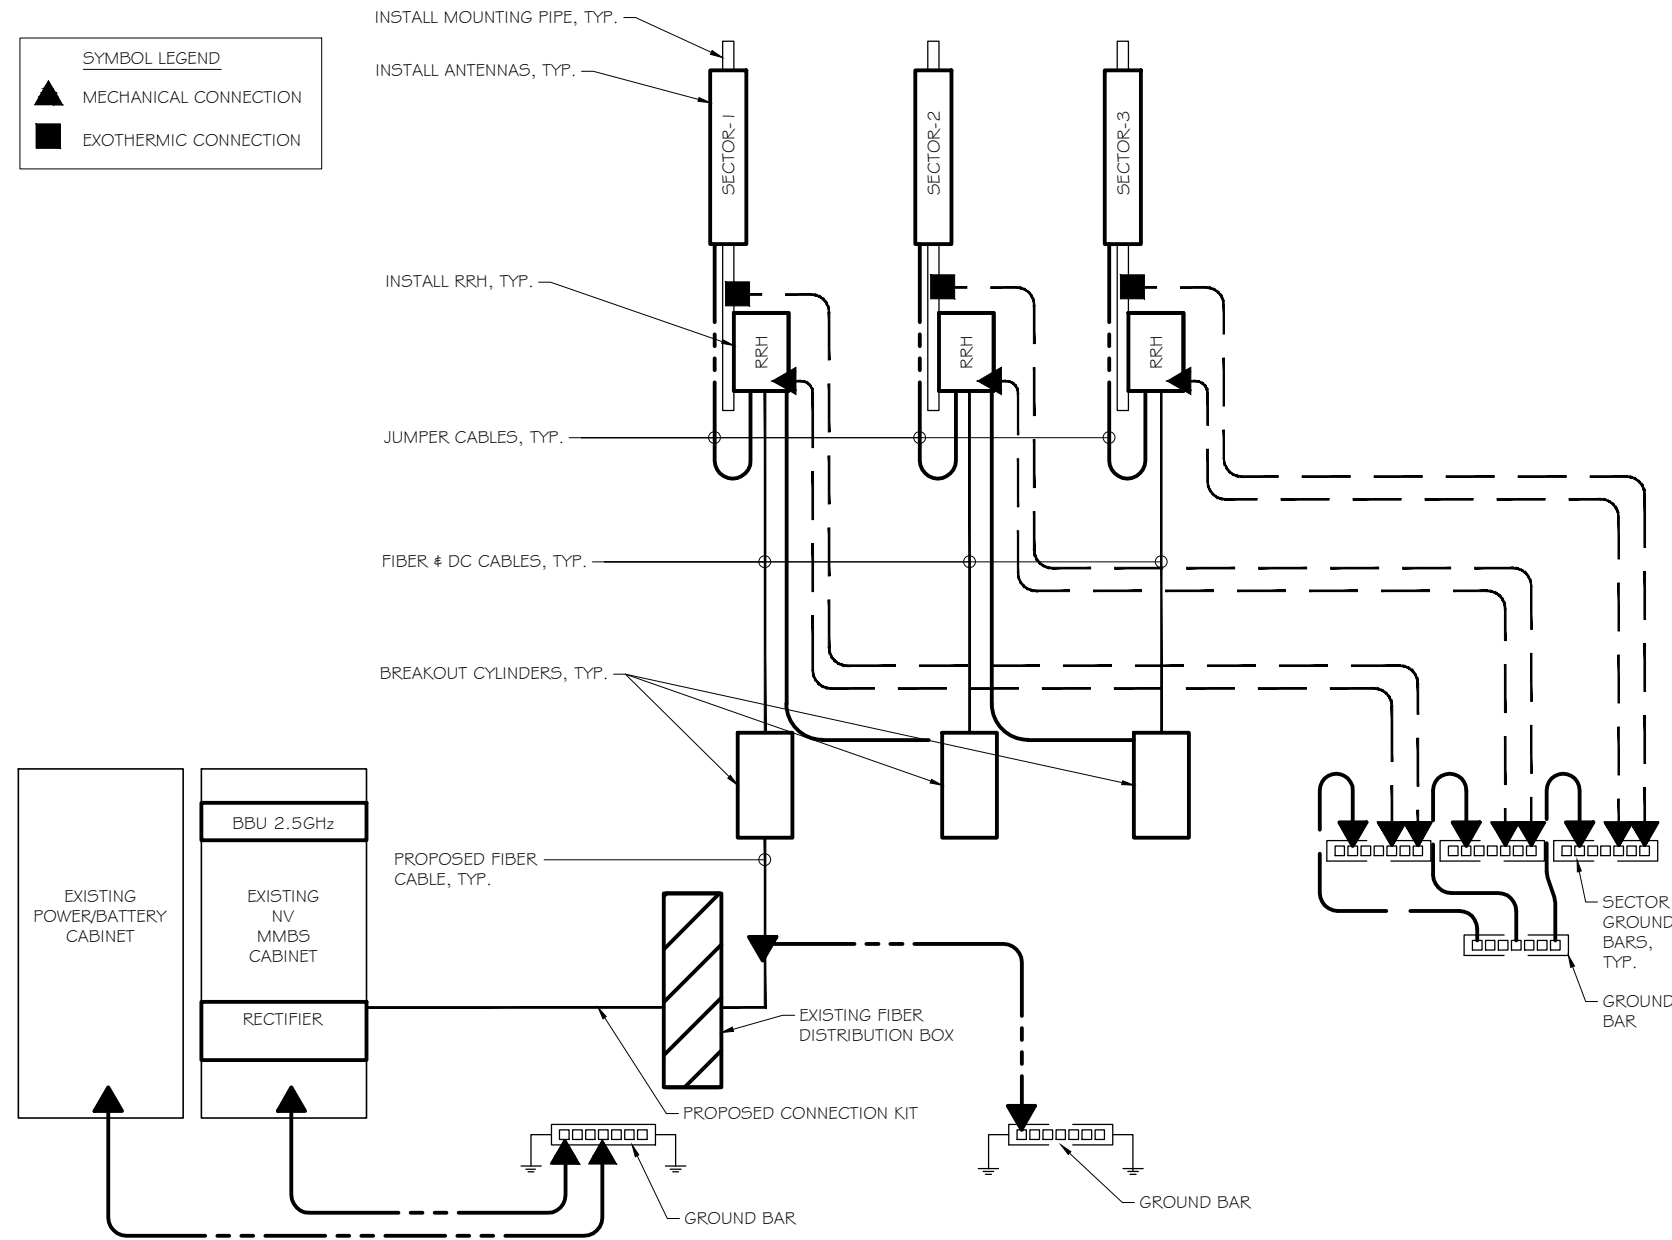 INSTALL MOUNTING PIPE, TYP.
SYMBOL LEGEND
INSTALL ANTENNAS, TYP.
MECHANICAL CONNECTION
EXOTHERMIC CONNECTION
SECTOR-1
SECTOR-2
SECTOR-3
INSTALL RRH, TYP.
RRH
RRH
RRH
JUMPER CABLES, TYP.
FIBER & DC CABLES, TYP.
BREAKOUT CYLINDERS, TYP.
BBU 2.5GHz
PROPOSED FIBER
CABLE, TYP.
EXISTING
POWER/BATTERY
CABINET
EXISTING
NV
MMBS
CABINET
SECTOR
GROUND
BARS,
TYP.
GROUND
BAR
RECTIFIER
EXISTING FIBER
DISTRIBUTION BOX
PROPOSED CONNECTION KIT
GROUND BAR
GROUND BAR